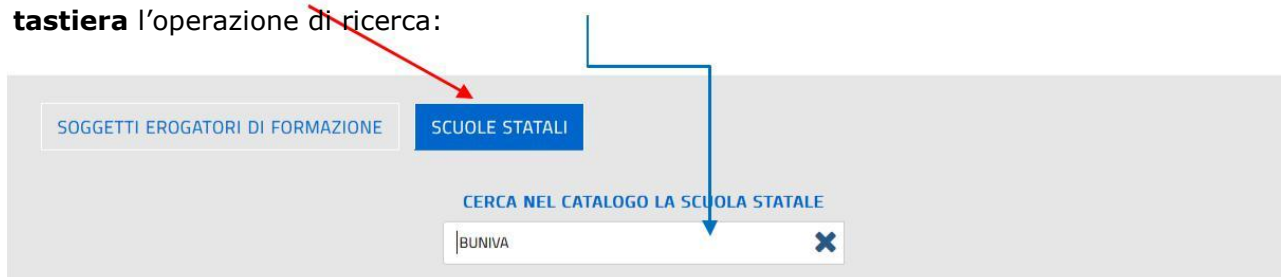 tastiera l’operazione di ricerca:
SOGGETTI EROGATORI DI FORMAZIONE SCUOLE STATALI
CERCA NEL CATALOGO LA SCUOLA STATALE
BUNIVA